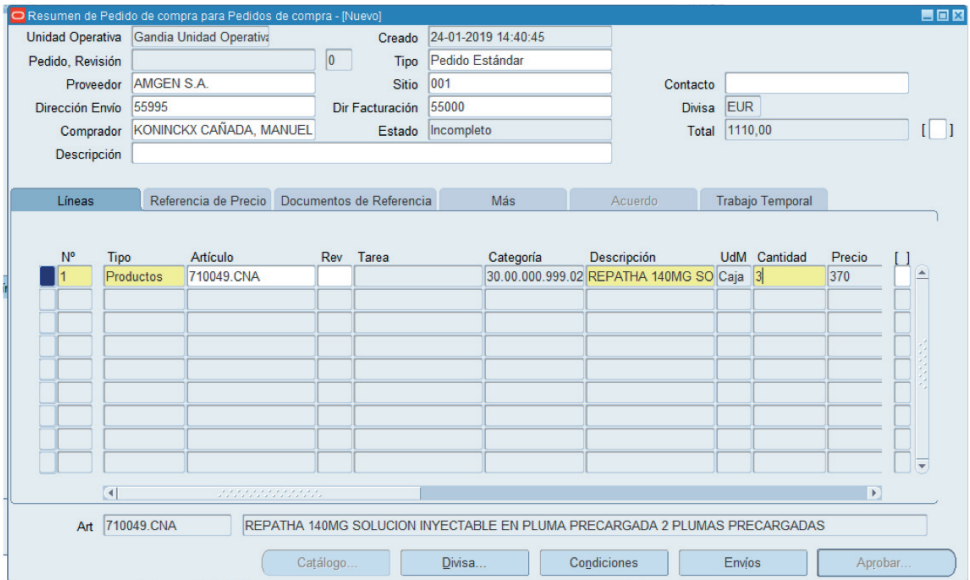 Resumen de Pedido de compra para Pedidos de compra - [Nuevo]
Unidad Operativa Gandia Unidad Operativa Creado 24-01-2019 14:40:45
Pedido, Revisión 0 Tipo Pedido Estándar
Proveedor AMGEN S.A. Sitio 001 Contacto
Dirección Envío 55995 Dir Facturación 55000 Divisa EUR
Comprador KONINCKX CAÑADA, MANUEL Estado Incompleto Total 1110,00 [ ]
Descripción
Líneas Referencia de Precio Documentos de Referencia Más Acuerdo Trabajo Temporal
Nº Tipo Artículo Rev Tarea Categoría Descripción UdM Cantidad Precio [ ]
1 Productos 710049.CNA 30.00.000.999.02 REPATHA 140MG SO Caja 3 370
Art 710049.CNA REPATHA 140MG SOLUCION INYECTABLE EN PLUMA PRECARGADA 2 PLUMAS PRECARGADAS
Catálogo... Divisa... Condiciones Envíos Aprobar...